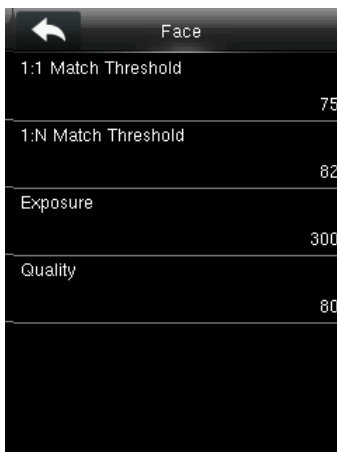 Face
1:1 Match Threshold
75
1:N Match Threshold
82
Exposure
300
Quality
80